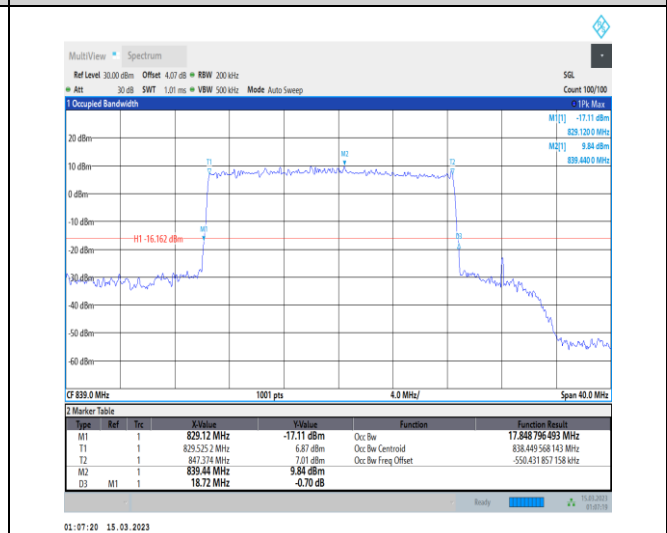 MultiView Spectrum
Ref Level 30.00 dBm Offset 4.07 dB RBW 200 kHz SGL
Att 30 dB SWT 1.01 ms VBW 500 kHz Mode Auto Sweep Count 100/100
1 Occupied Bandwidth 1Pk Max
M1[1] -17.11 dBm
829.120 0 MHz
M2[1] 9.84 dBm
839.440 0 MHz
20 dBm
M2
T1 T2
10 dBm
0 dBm
-10 dBm
M1
H1 -16.162 dBm
D3
-20 dBm
-30 dBm
-40 dBm
-50 dBm
-60 dBm
CF 839.0 MHz 1001 pts 4.0 MHz/ Span 40.0 MHz
2 Marker Table
Type Ref Trc X-Value Y-Value Function Function Result
M1 1 829.12 MHz -17.11 dBm Occ Bw 17.848 796 493 MHz
T1 1 829.525 2 MHz 6.87 dBm Occ Bw Centroid 838.449 568 143 MHz
T2 1 847.374 MHz 7.01 dBm Occ Bw Freq Offset -550.431 857 158 kHz
M2 1 839.44 MHz 9.84 dBm
D3 M1 1 18.72 MHz -0.70 dB
Ready
01:07:20 15.03.2023